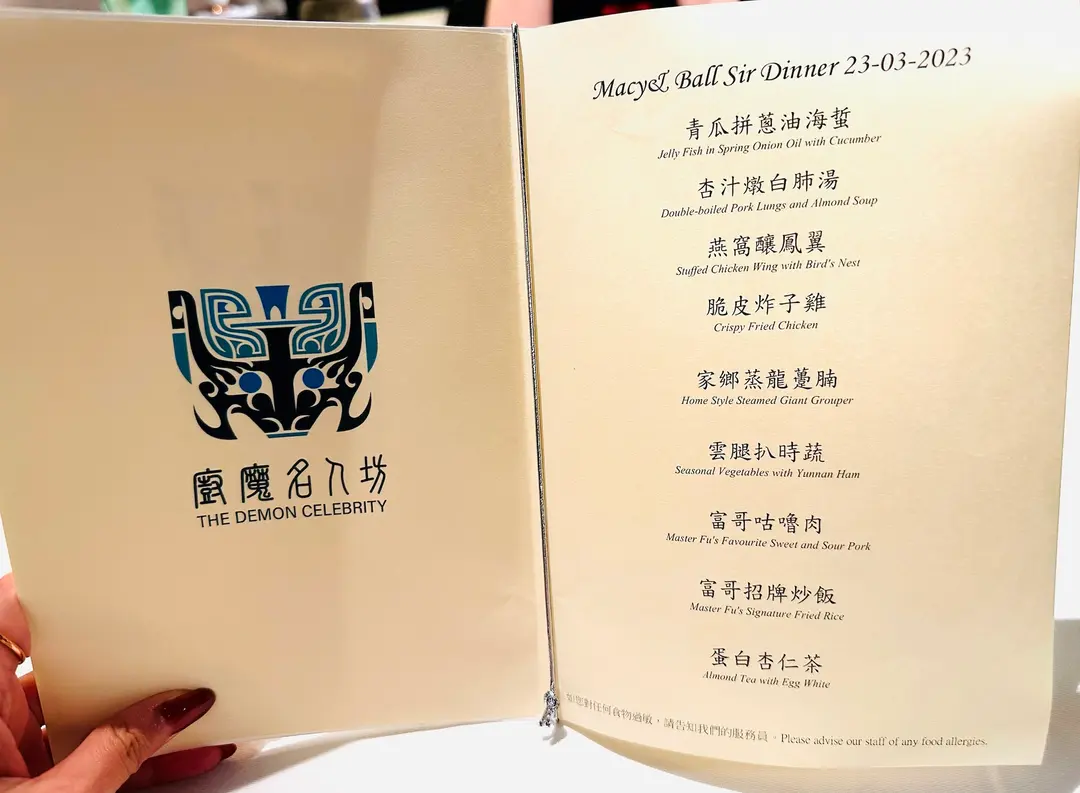 廚魔名人坊
THE DEMON CELEBRITY
Macy& Ball Sir Dinner 23-03-2023
青瓜拼蔥油海蜇
Jelly Fish in Spring Onion Oil with Cucumber
杏汁燉白肺湯
Double-boiled Pork Lungs and Almond Soup
燕窩釀鳳翼
Stuffed Chicken Wing with Bird's Nest
脆皮炸子雞
Crispy Fried Chicken
家鄉蒸龍躉腩
Home Style Steamed Giant Grouper
雲腿扒時蔬
Seasonal Vegetables with Yunnan Ham
富哥咕嚕肉
Master Fu's Favourite Sweet and Sour Pork
富哥招牌炒飯
Master Fu's Signature Fried Rice
蛋白杏仁茶
Almond Tea with Egg White
如您對任何食物過敏，請告知我們的服務員。Please advise our staff of any food allergies.